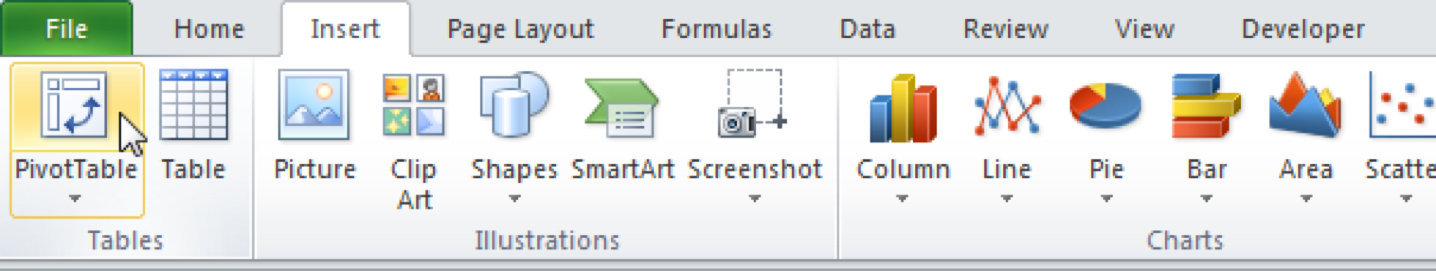 File Home Insert Page Layout Formulas Data Review View Developer
PivotTable Table Picture Clip Art Shapes SmartArt Screenshot Column Line Pie Bar Area Scatte
Tables Illustrations Charts